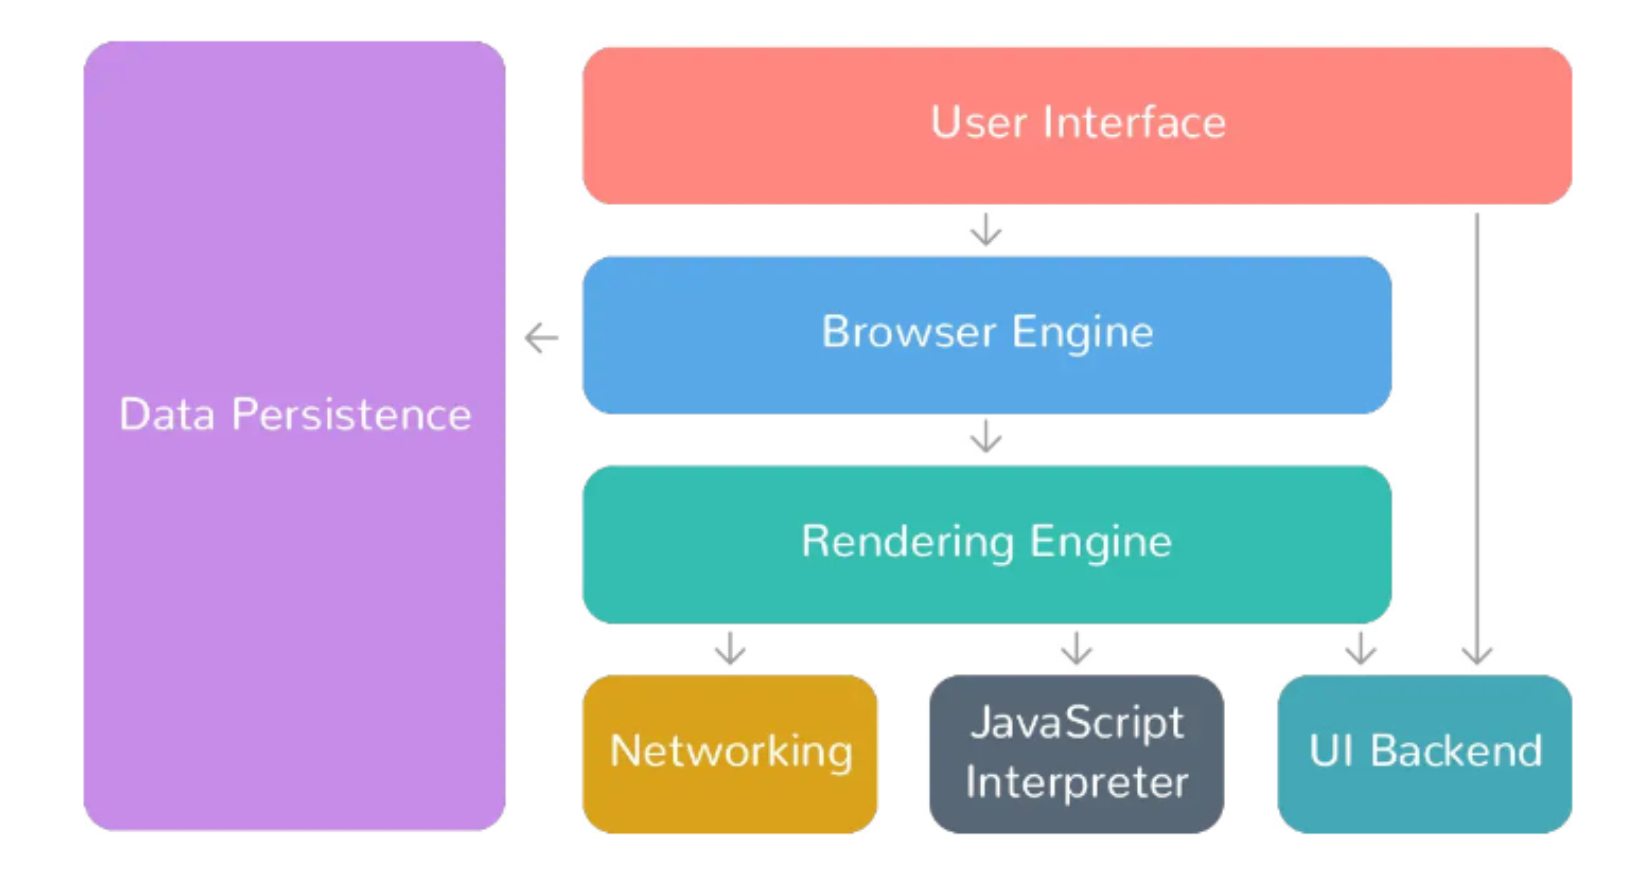 User Interface
Browser Engine
Data Persistence
Rendering Engine
Networking
JavaScript
Interpreter
UI Backend